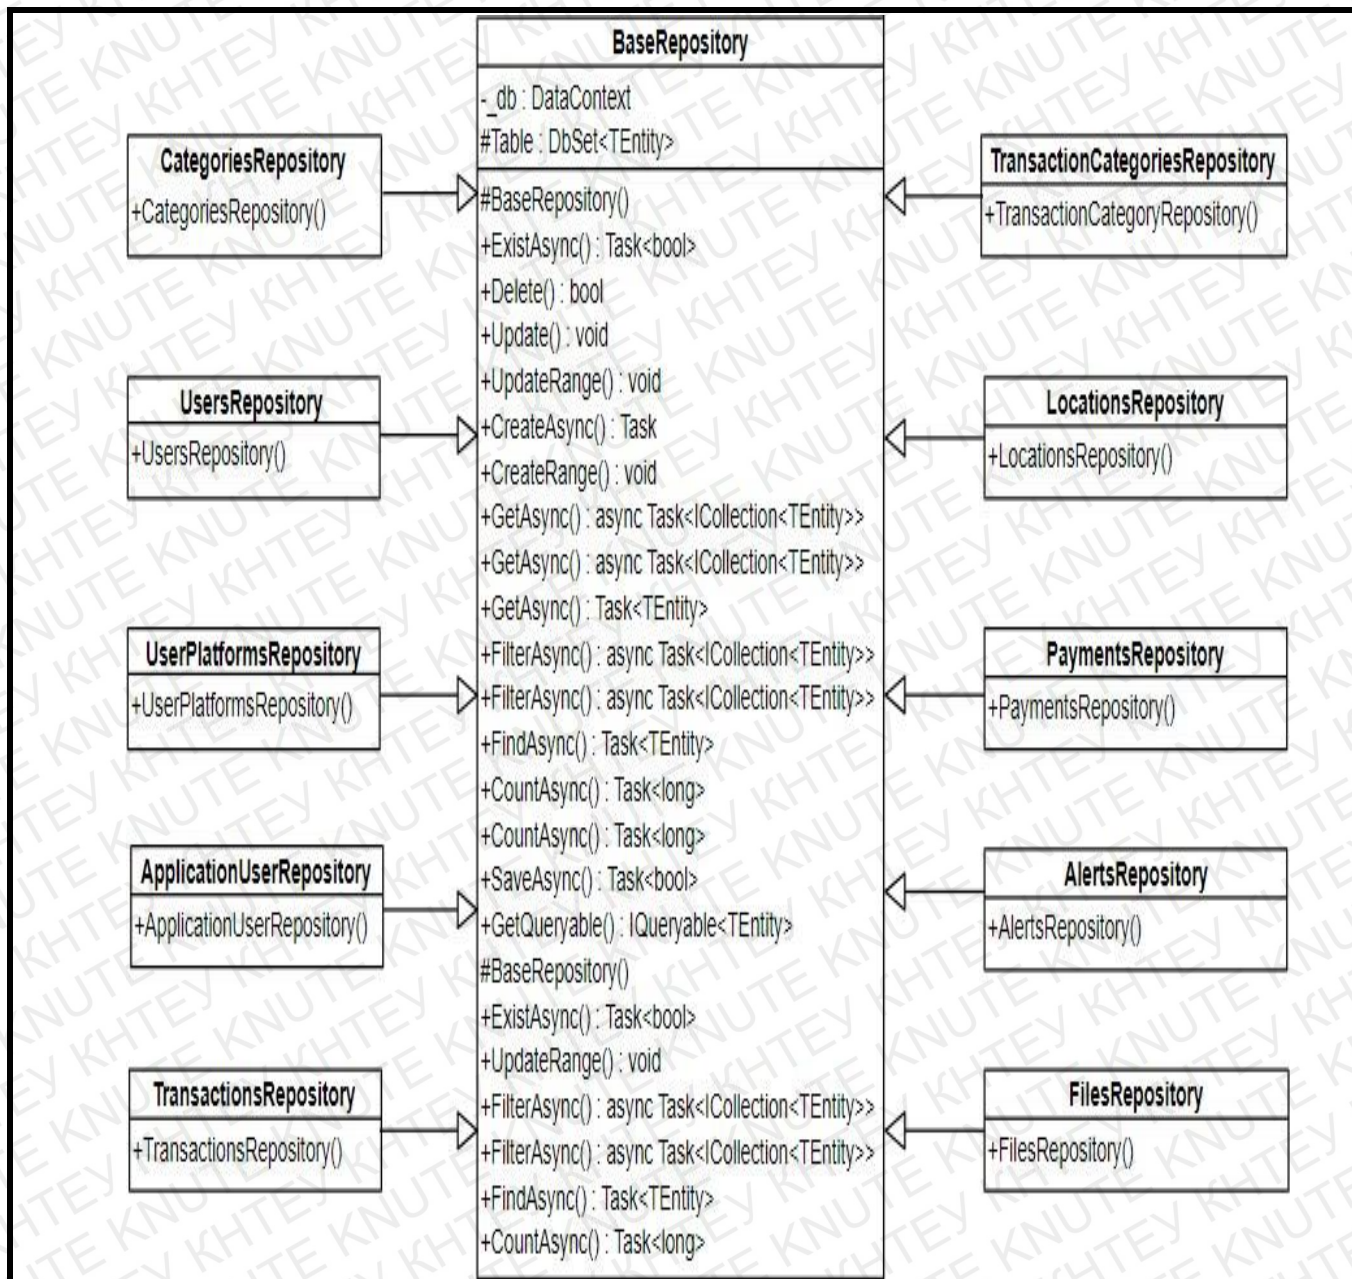 BaseRepository
-_db : DataContext
#Table : DbSet<TEntity>
#BaseRepository()
+ExistAsync() : Task<bool>
+Delete() : bool
+Update() : void
+UpdateRange() : void
+CreateAsync() : Task
+CreateRange() : void
+GetAsync() : async Task<ICollection<TEntity>>
+GetAsync() : async Task<ICollection<TEntity>>
+GetAsync() : Task<TEntity>
+FilterAsync() : async Task<ICollection<TEntity>>
+FilterAsync() : async Task<ICollection<TEntity>>
+FindAsync() : Task<TEntity>
+CountAsync() : Task<long>
+CountAsync() : Task<long>
+SaveAsync() : Task<bool>
+GetQueryable() : IQueryable<TEntity>
#BaseRepository()
+ExistAsync() : Task<bool>
+UpdateRange() : void
+FilterAsync() : async Task<ICollection<TEntity>>
+FilterAsync() : async Task<ICollection<TEntity>>
+FindAsync() : Task<TEntity>
+CountAsync() : Task<long>
CategoriesRepository
+CategoriesRepository()
UsersRepository
+UsersRepository()
UserPlatformsRepository
+UserPlatformsRepository()
ApplicationUserRepository
+ApplicationUserRepository()
TransactionsRepository
+TransactionsRepository()
TransactionCategoriesRepository
+TransactionCategoryRepository()
LocationsRepository
+LocationsRepository()
PaymentsRepository
+PaymentsRepository()
AlertsRepository
+AlertsRepository()
FilesRepository
+FilesRepository()
КНТЕУ KNUTE